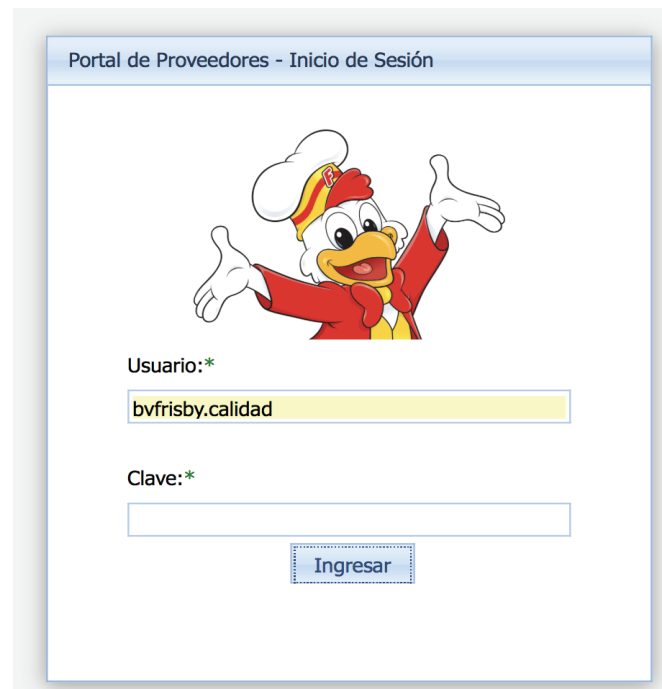 Portal de Proveedores - Inicio de Sesión
F
Usuario:*
bvfrisby.calidad
Clave:*
Ingresar